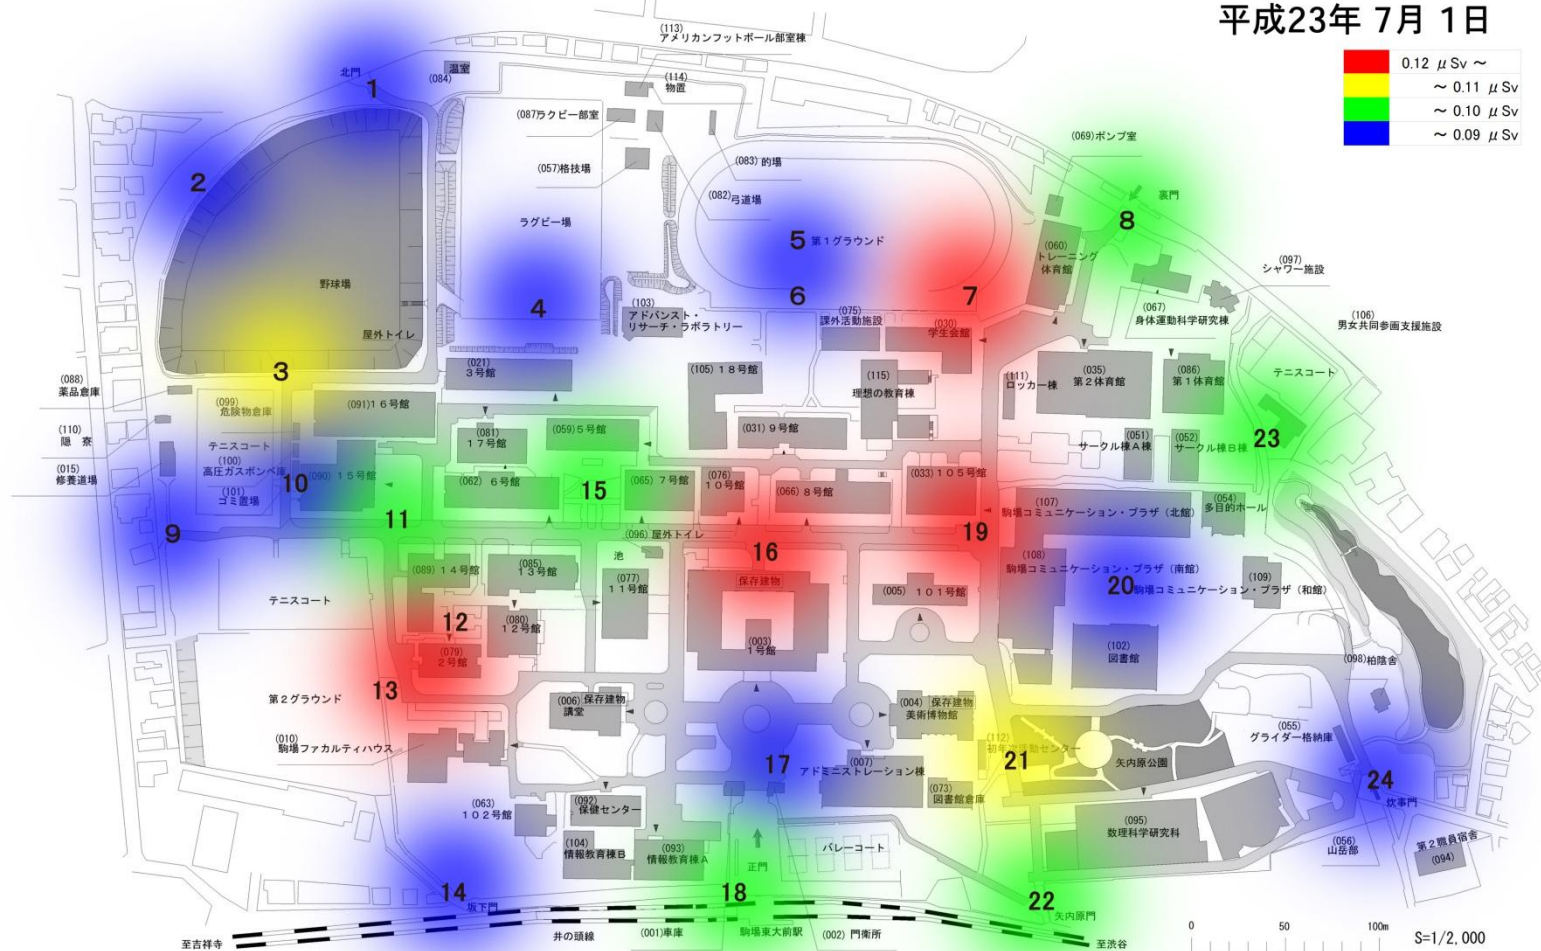 平成23年 7月 1日
0.12 μSv ~
~ 0.11 μSv
~ 0.10 μSv
~ 0.09 μSv
(113)
アメリカンフットボール部室棟
北門
1
(084)
温室
(114)
物置
(087)ラクビー部室
(069)ポンプ室
(057)格技場
(083) 的場
2
裏門
8
(082)弓道場
ラグビー場
5
第1グラウンド
(060)
トレーニング
体育館
(097)
シャワー施設
野球場
4
6
7
(067)
身体運動科学研究棟
(103)
アドバンスト・
リサーチ・ラボラトリー
(075)
課外活動施設
(030)
学生会館
(106)
男女共同参画支援施設
屋外トイレ
3
(021)
3号館
(105) 18号館
(115)
理想の教育棟
(111)
ロッカー棟
(035)
第2体育館
(086)
第1体育館
テニスコート
(088)
薬品倉庫
(099)
危険物倉庫
(091)16号館
(110)
隠 寮
テニスコート
(081)
17号館
(059)5号館
(031) 9号館
サークル棟A棟
(051)
(052)
サークル棟B棟
23
(015)
修養道場
(100)
高圧ガスボンベ庫
(101)
ゴミ置場
10
(090) 15号館
(062) 6号館
15
(065) 7号館
(076)
10号館
(066) 8号館
(033) 105号館
(107)
駒場コミュニケーション・プラザ (北館)
(054)
多目的ホール
9
11
(096) 屋外トイレ
16
19
池
(089) 14号館
(085)
13号館
(077)
11号館
保存建物
(005) 101号館
(108)
駒場コミュニケーション・プラザ (南館)
20
駒場コミュニケーション・プラザ (和館)
(109)
テニスコート
12
(080)
12号館
(003)
1号館
(079)
2号館
(102)
図書館
(098)柏陰舎
13
第2グラウンド
(006)
保存建物
講堂
(004)
保存建物
美術博物館
(010)
駒場ファカルティハウス
(112)
初年次活動センター
21
矢内原公園
(055)
グライダー格納庫
17
(007)
アドミニストレーション棟
(073)
図書館倉庫
24
炊事門
(063)
102号館
(092)
保健センター
(104)
情報教育棟B
(093)
情報教育棟A
正門
バレーコート
(095)
数理科学研究科
(056)
山岳部
第2職員宿舎
(094)
14
坂下門
18
22
矢内原門
至吉祥寺
井の頭線
(001)車庫
駒場東大前駅
(002) 門衛所
至渋谷
0
50
100m
S=1/2,000